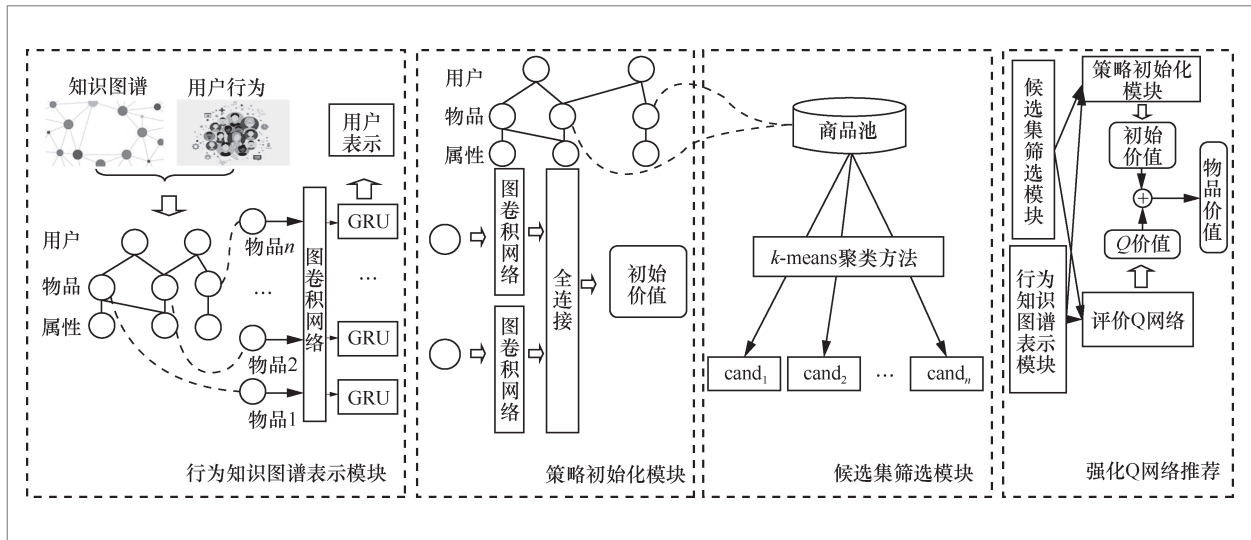 知识图谱
用户行为
用户
表示
用户
物品
属性
物品n
…
物品2
物品1
图卷积网络
GRU
…
GRU
GRU
行为知识图谱表示模块
用户
物品
属性
图卷积网络
图卷积网络
全连接
初始
价值
策略初始化模块
商品池
k-means聚类方法
cand1
cand2
…
candn
候选集筛选模块
候选集筛选模块
行为
知识
图谱
表示
模块
策略初始化
模块
初始
价值
+
Q价值
评价Q网络
物品价值
强化Q网络推荐